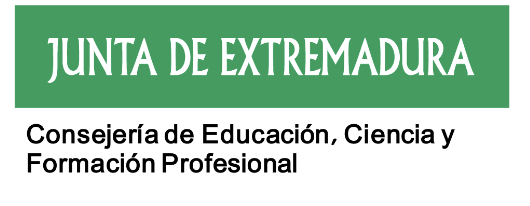 JUNTA DE EXTREMADURA
Consejería de Educación, Ciencia y
Formación Profesional